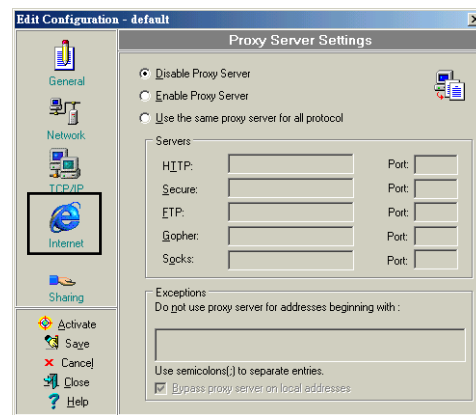 Edit Configuration - default
Proxy Server Settings
General
Network
TCP/IP
Internet
Sharing
Activate
Save
Cancel
Close
Help
Disable Proxy Server
Enable Proxy Server
Use the same proxy server for all protocol
Servers
HTTP: Port:
Secure: Port:
FTP: Port:
Gopher: Port:
Socks: Port:
Exceptions
Do not use proxy server for addresses beginning with :
Use semicolons(;) to separate entries.
Bypass proxy server on local addresses